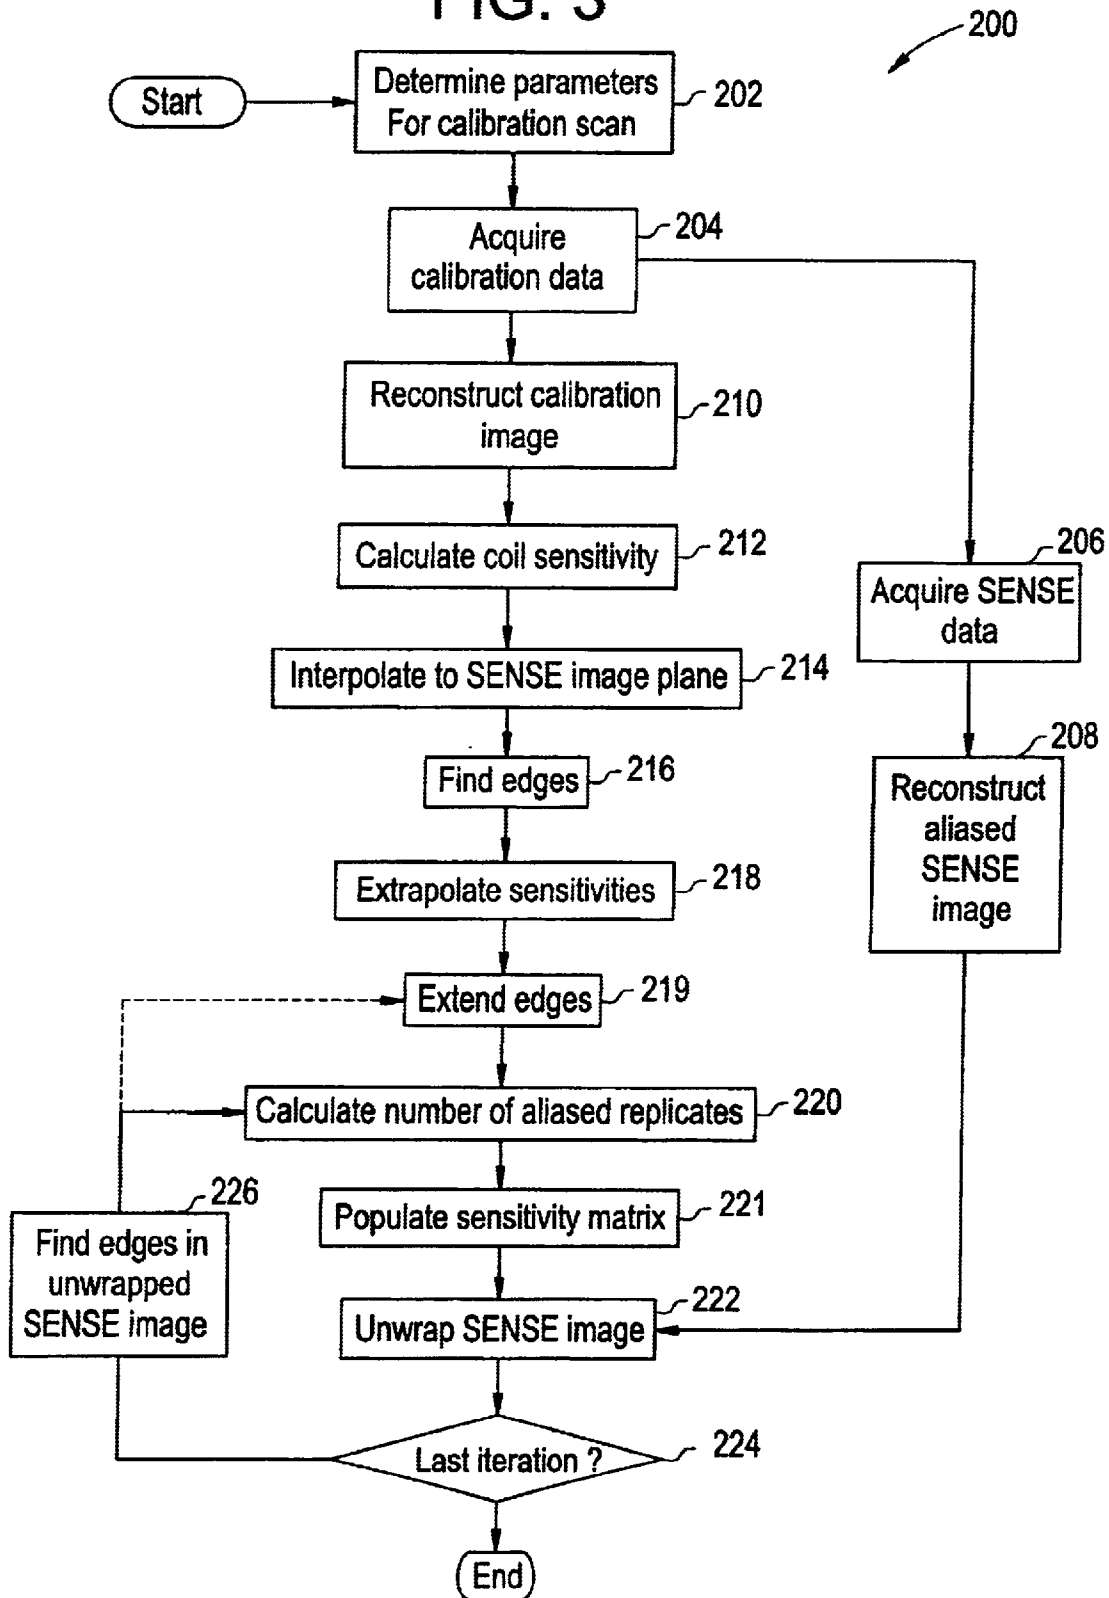 FIG. 3
200
Start
Determine parameters
For calibration scan
202
Acquire
calibration data
204
Reconstruct calibration
image
210
Calculate coil sensitivity
212
206
Acquire SENSE
data
Interpolate to SENSE image plane
214
Find edges
216
208
Reconstruct
aliased
SENSE
image
Extrapolate sensitivities
218
Extend edges
219
Calculate number of aliased replicates
220
226
Find edges in
unwrapped
SENSE image
Populate sensitivity matrix
221
Unwrap SENSE image
222
Last iteration ?
224
End